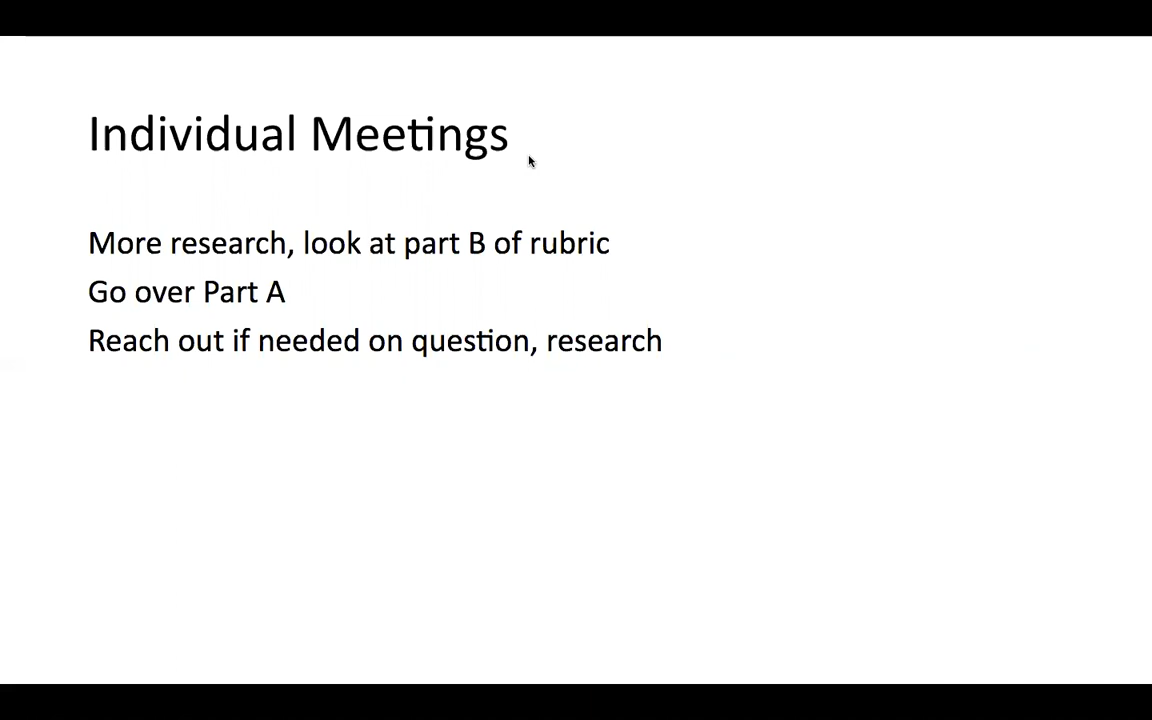 Individual Meetings
More research, look at part B of rubric
Go over Part A
Reach out if needed on question, research